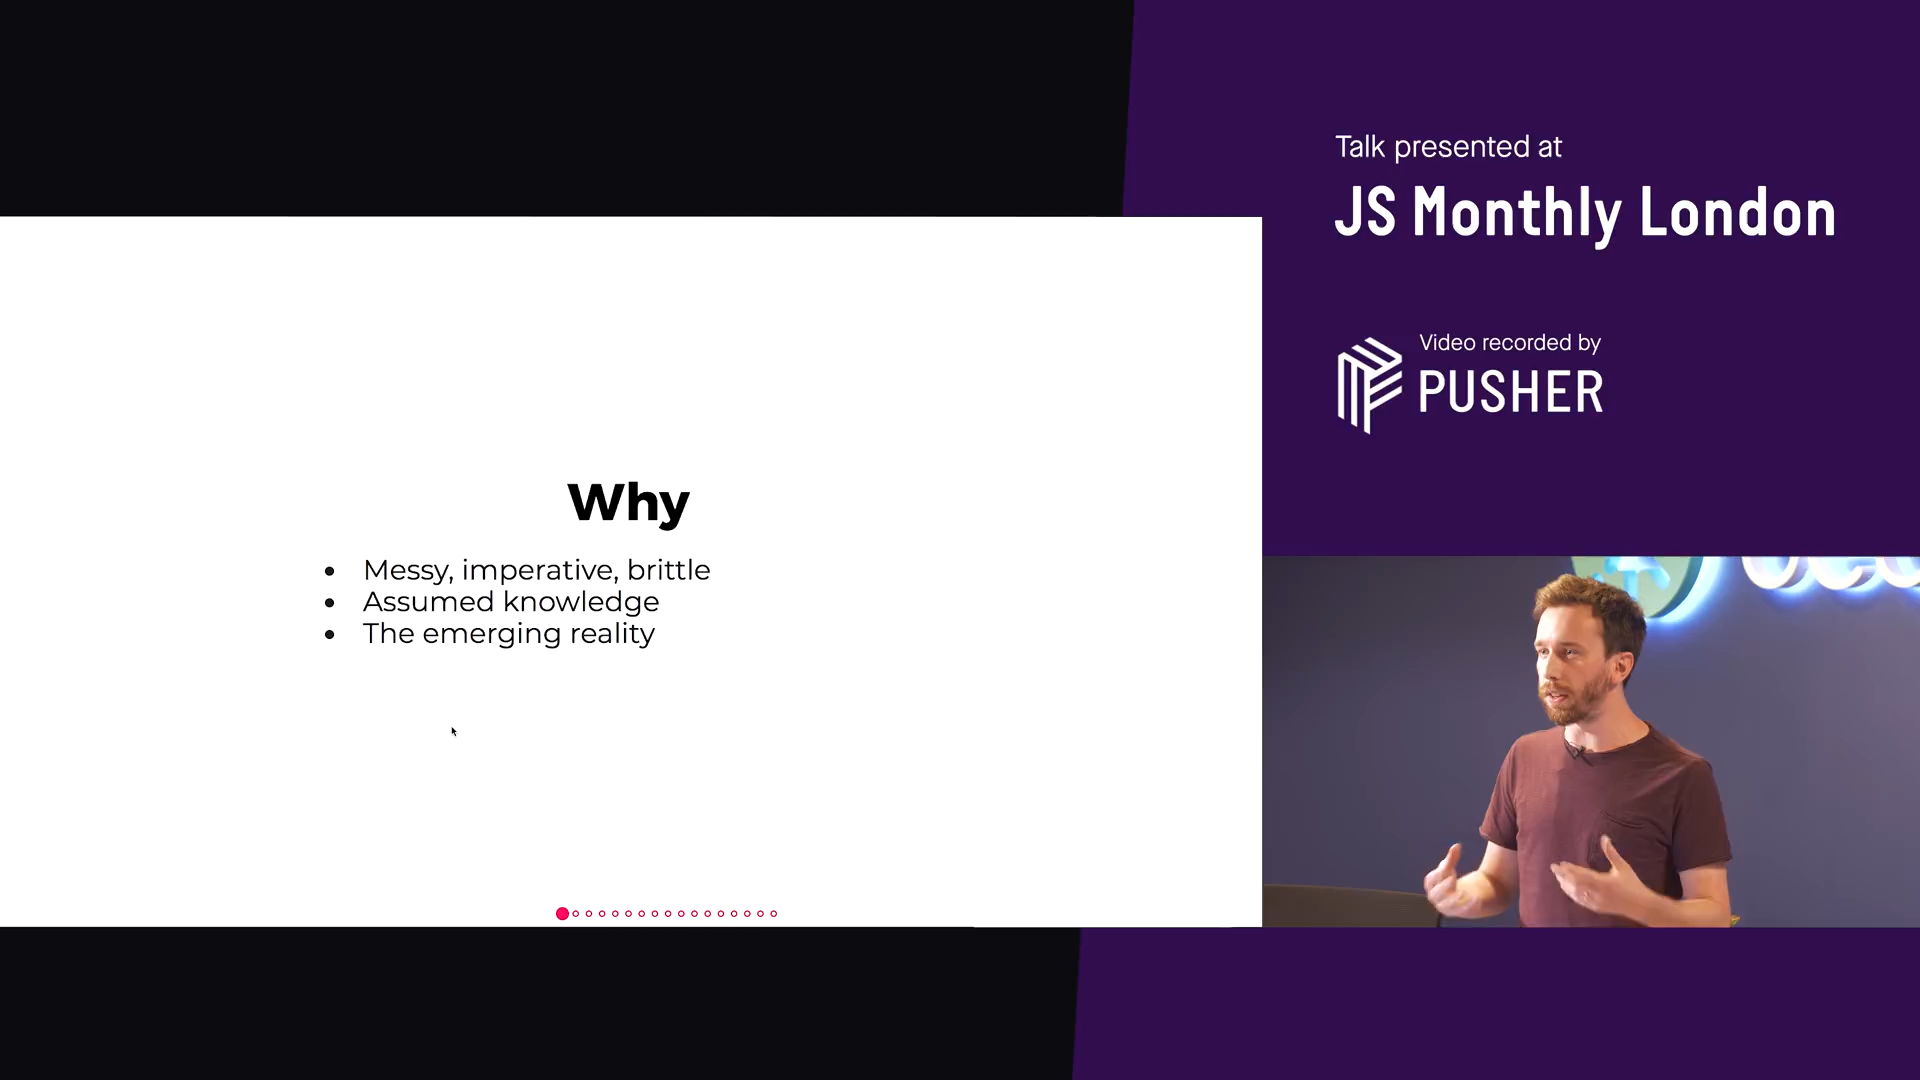 Talk presented at
JS Monthly London
Video recorded by
PUSHER
Why
Messy, imperative, brittle
Assumed knowledge
The emerging reality